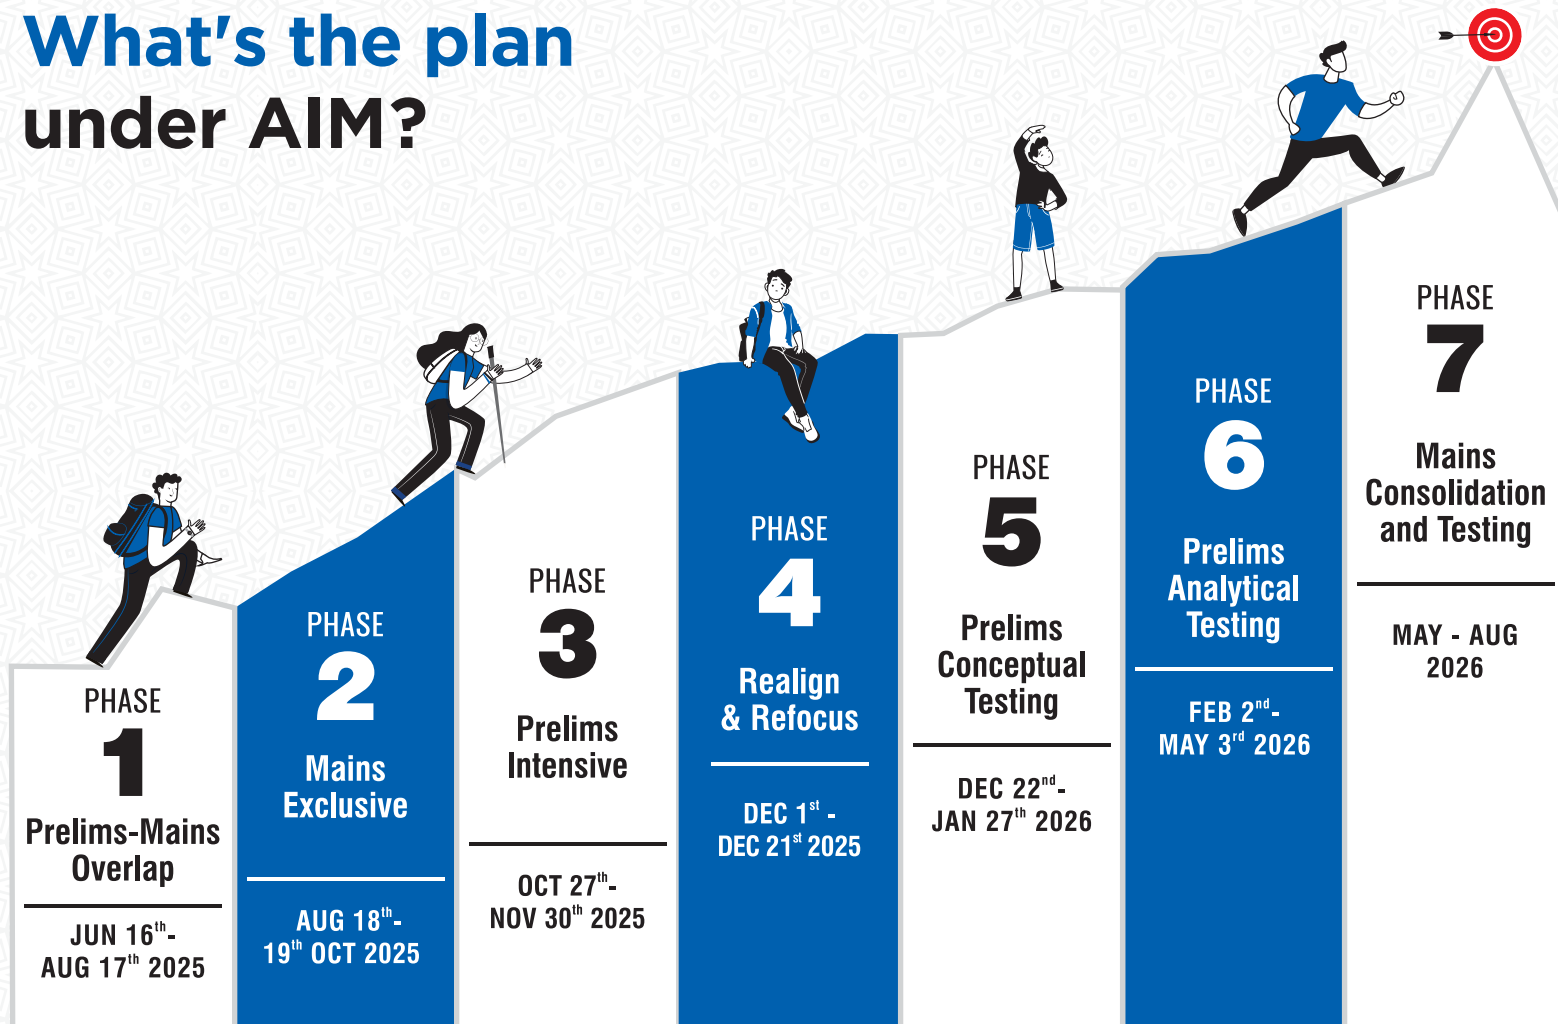 What's the plan
under AIM?
PHASE
1
Prelims-Mains
Overlap
JUN 16th-
AUG 17th 2025
PHASE
2
Mains
Exclusive
AUG 18th-
19th OCT 2025
PHASE
3
Prelims
Intensive
OCT 27th-
NOV 30th 2025
PHASE
4
Realign
& Refocus
DEC 1st -
DEC 21st 2025
PHASE
5
Prelims
Conceptual
Testing
DEC 22nd-
JAN 27th 2026
PHASE
6
Prelims
Analytical
Testing
FEB 2nd-
MAY 3rd 2026
PHASE
7
Mains
Consolidation
and Testing
MAY - AUG
2026